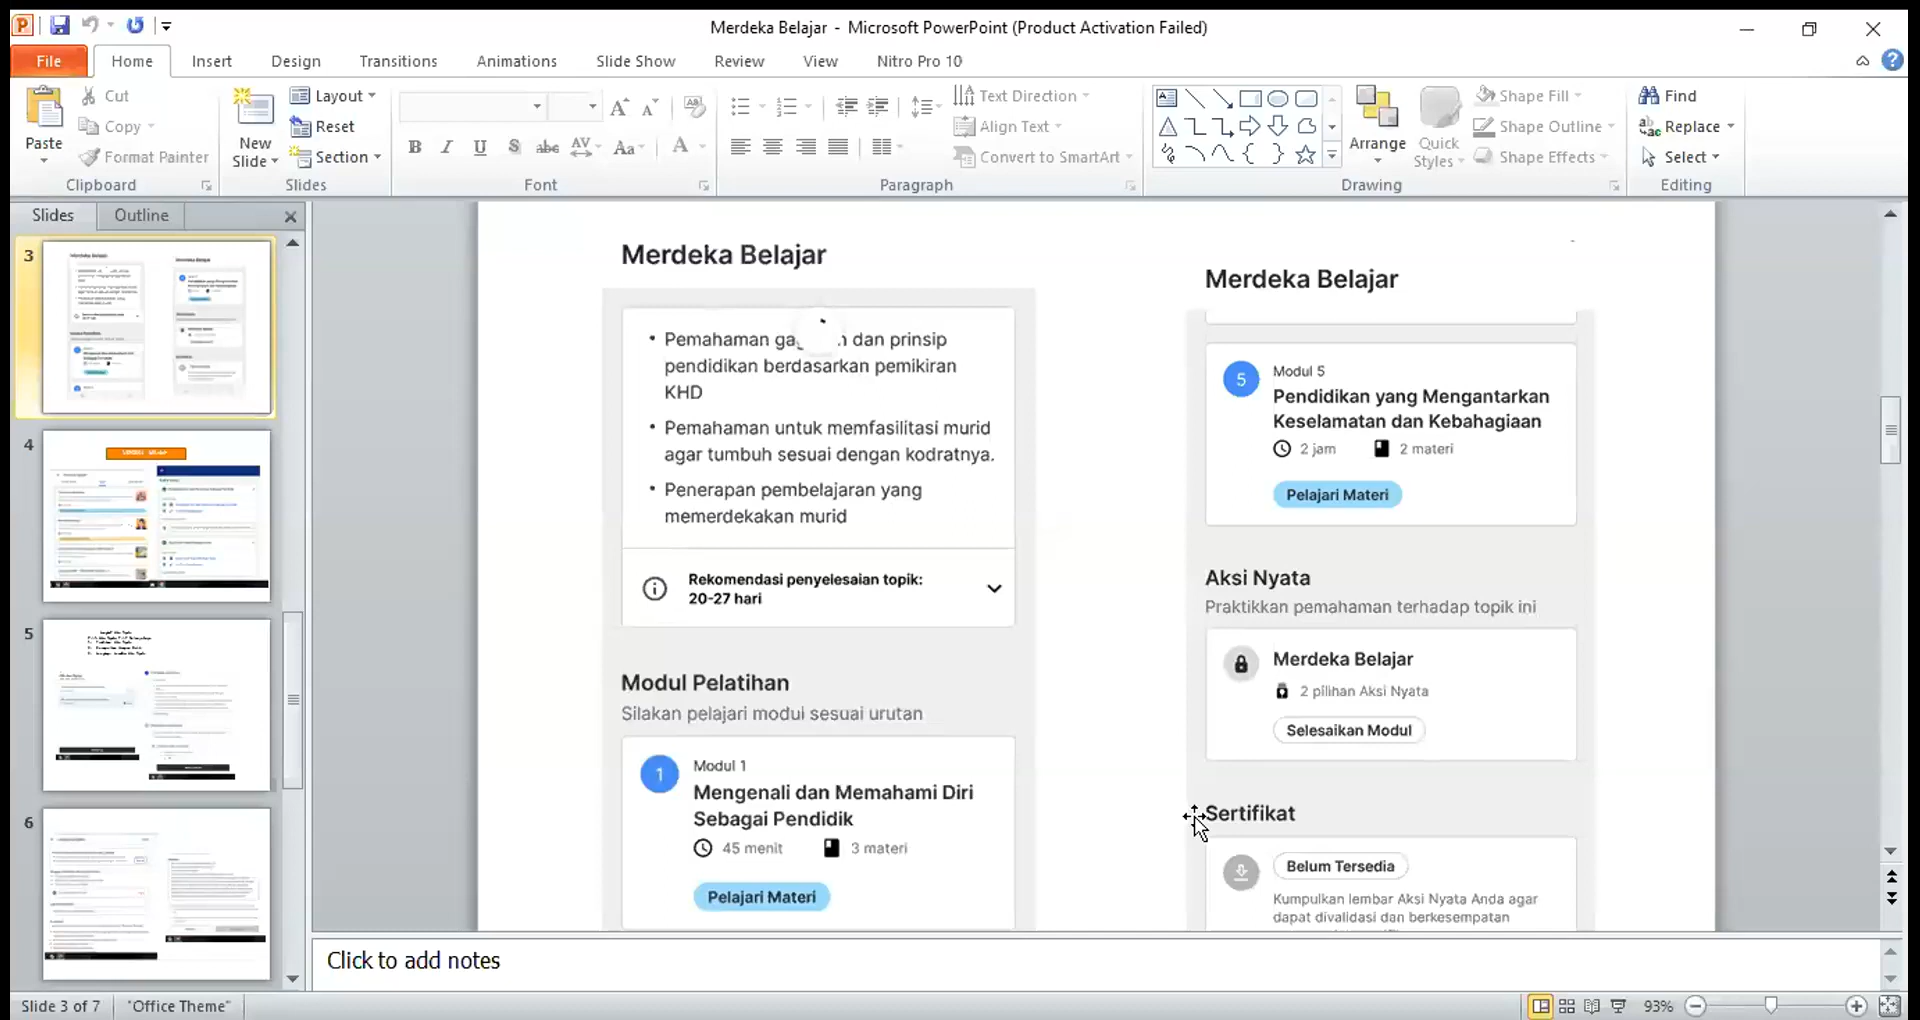 Merdeka Belajar - Microsoft PowerPoint (Product Activation Failed)
File Home Insert Design Transitions Animations Slide Show Review View Nitro Pro 10
Paste
Cut
Copy
Format Painter
Clipboard
New
Slide
Layout
Reset
Section
Slides
Font
Text Direction
Align Text
Convert to SmartArt
Paragraph
Arrange
Quick
Styles
Shape Fill
Shape Outline
Shape Effects
Drawing
Find
Replace
Select
Editing
Slides Outline
3
4
5
6
Merdeka Belajar
• Pemahaman dan prinsip
pendidikan berdasarkan pemikiran
KHD
• Pemahaman untuk memfasilitasi murid
agar tumbuh sesuai dengan kodratnya.
• Penerapan pembelajaran yang
memerdekakan murid
Rekomendasi penyelesaian topik:
20-27 hari
Modul Pelatihan
Silakan pelajari modul sesuai urutan
1
Modul 1
Mengenali dan Memahami Diri
Sebagai Pendidik
45 menit 3 materi
Pelajari Materi
Merdeka Belajar
5
Modul 5
Pendidikan yang Mengantarkan
Keselamatan dan Kebahagiaan
2 jam 2 materi
Pelajari Materi
Aksi Nyata
Praktikkan pemahaman terhadap topik ini
Merdeka Belajar
2 pilihan Aksi Nyata
Selesaikan Modul
Sertifikat
Belum Tersedia
Kumpulkan lembar Aksi Nyata Anda agar
dapat divalidasi dan berkesempatan
Click to add notes
Slide 3 of 7 "Office Theme" 93%